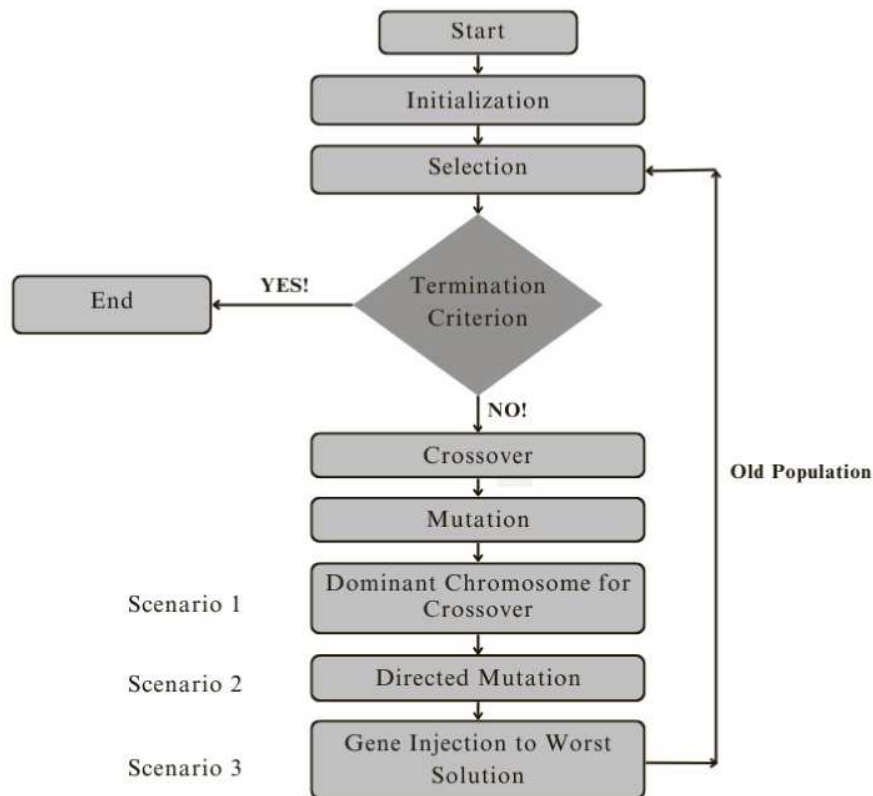 Start
Initialization
Selection
YES!
End
Termination
Criterion
NO!
Crossover
Old Population
Mutation
Scenario 1
Dominant Chromosome for
Crossover
Scenario 2
Directed Mutation
Scenario 3
Gene Injection to Worst
Solution